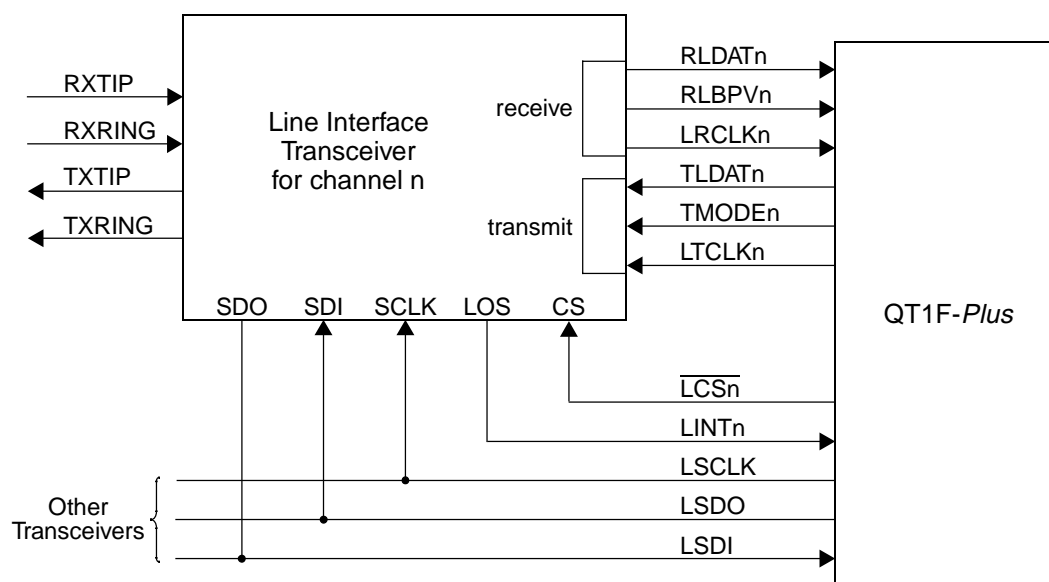 RXTIP
RXRING
TXTIP
TXRING
Line Interface
Transceiver
for channel n
receive
transmit
SDO SDI SCLK LOS CS
RLDATn
RLBPVn
LRCLKn
TLDATn
TMODEn
LTCLKn
QT1F-Plus
LCSn
LINTn
LSCLK
LSDO
LSDI
Other
Transceivers